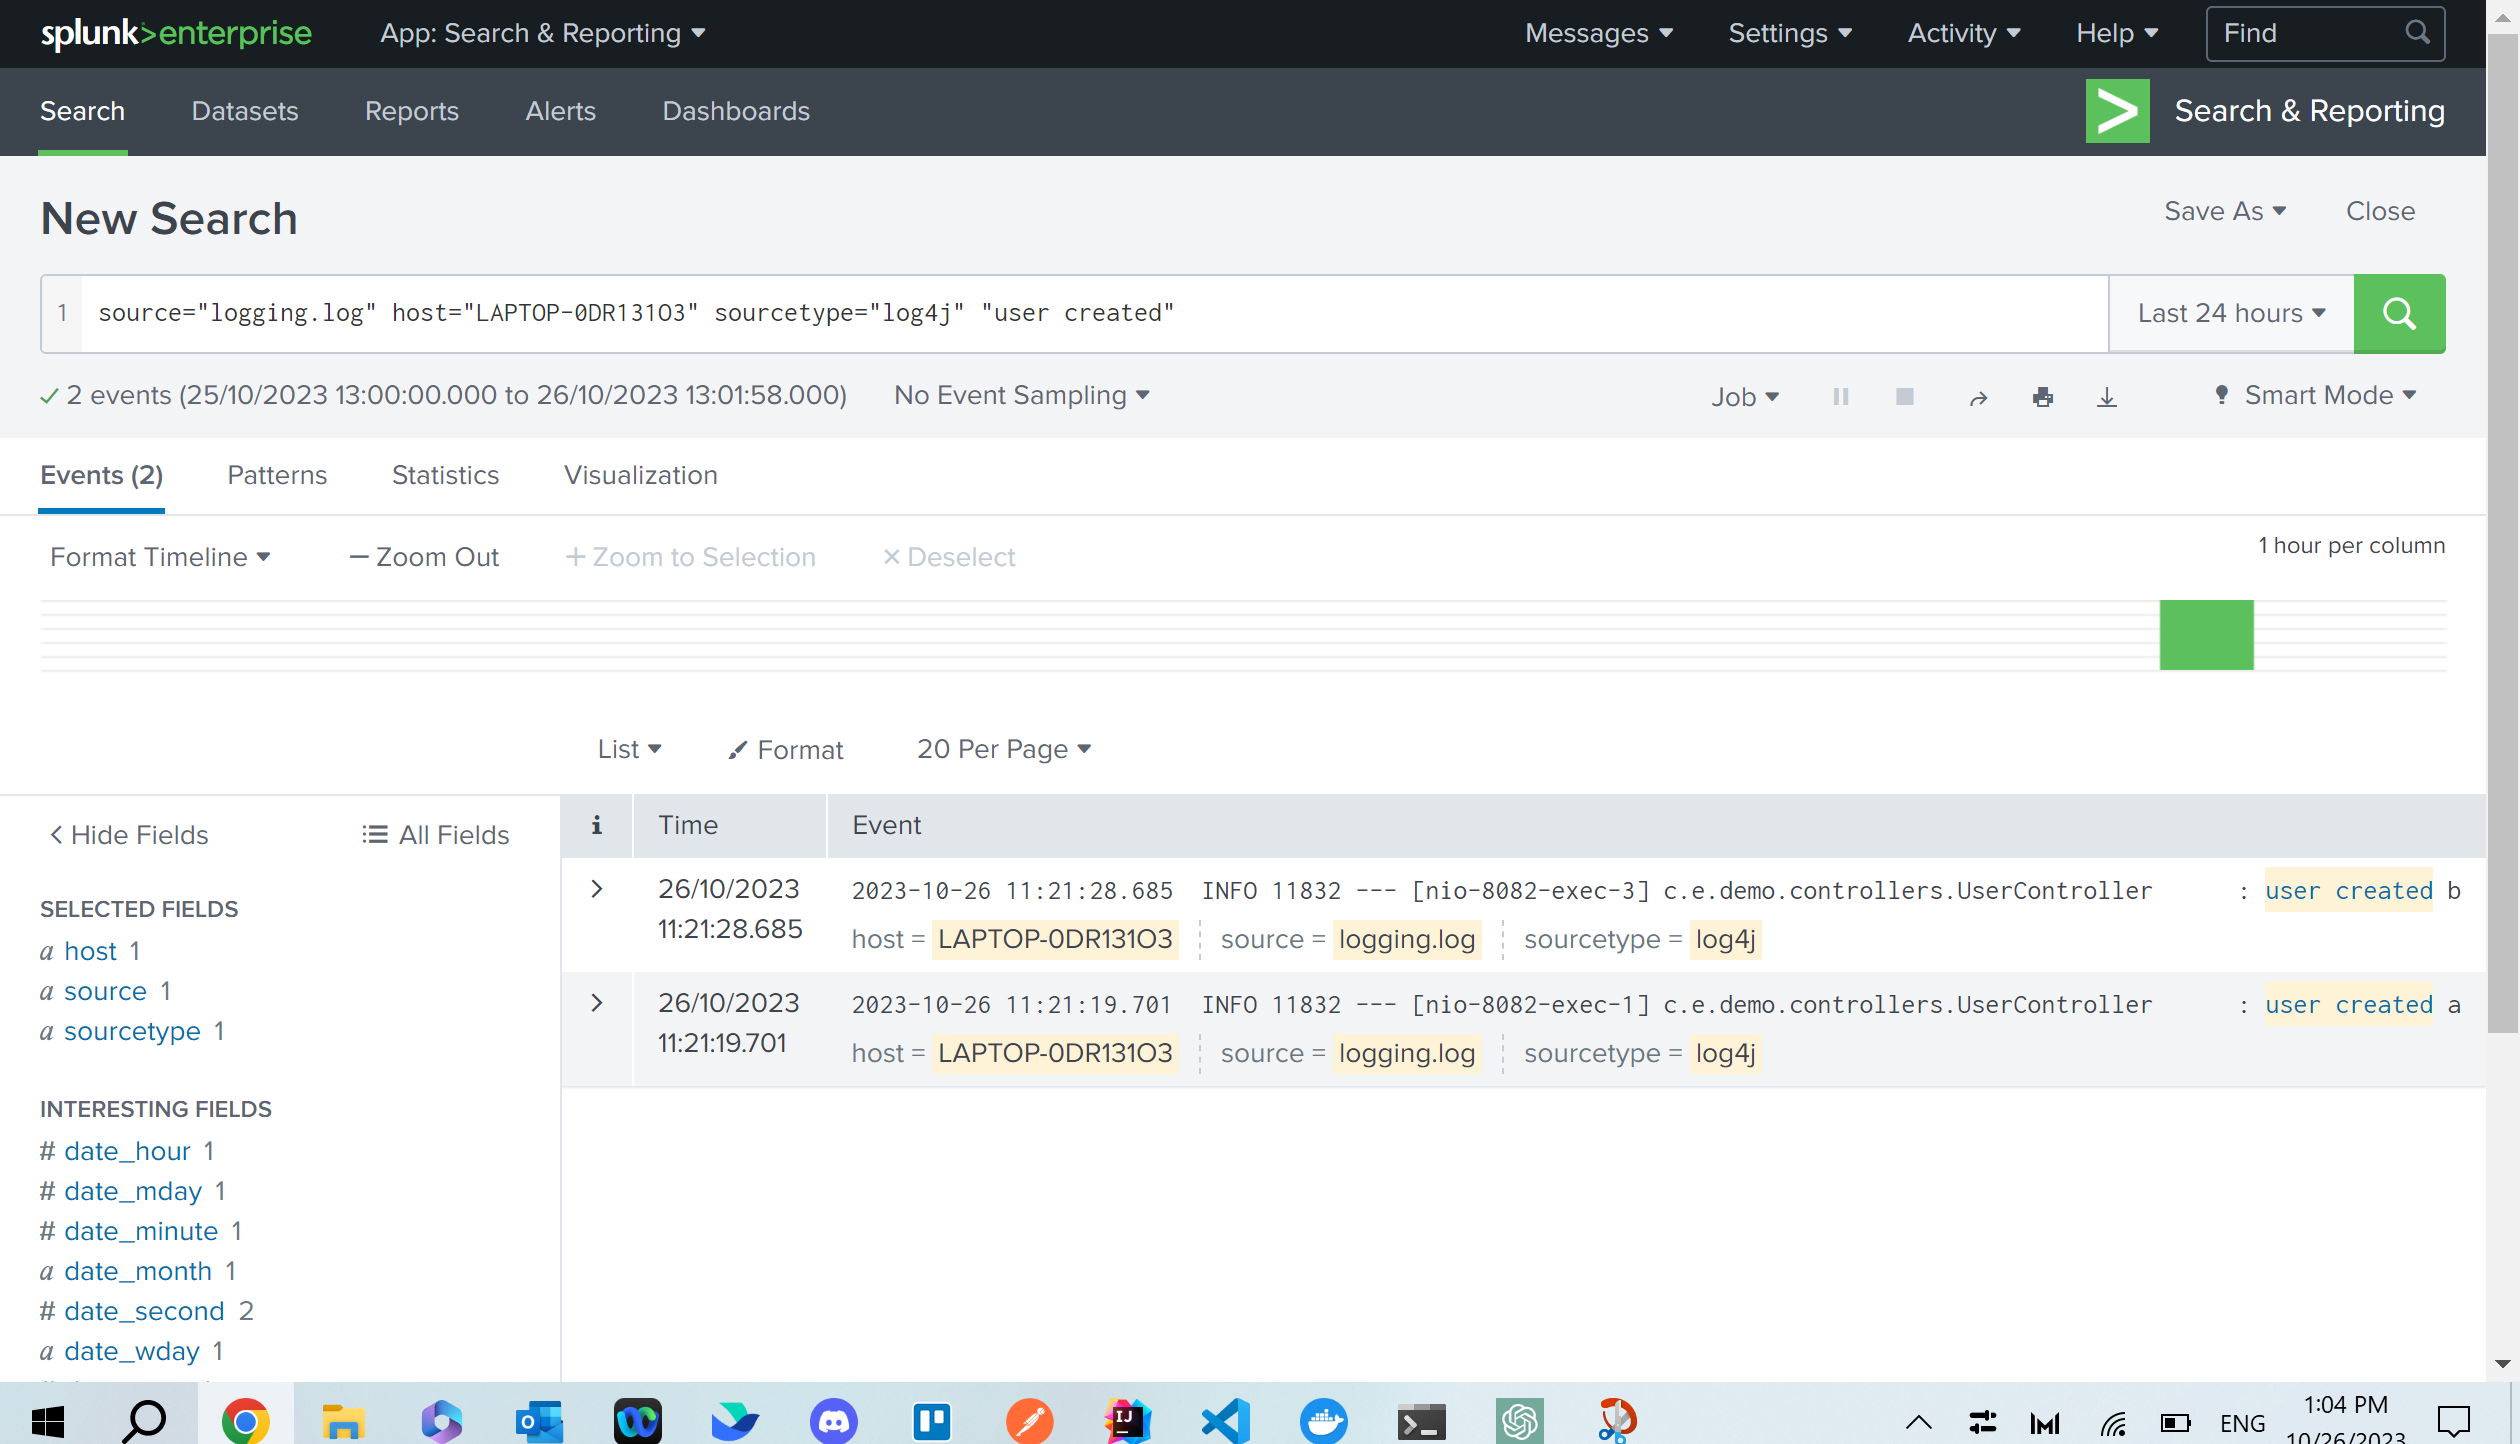 splunk>enterprise App: Search & Reporting Messages Settings Activity Help Find
Search Datasets Reports Alerts Dashboards Search & Reporting
New Search Save As Close
1 source="logging.log" host="LAPTOP-0DR131O3" sourcetype="log4j" "user created" Last 24 hours
2 events (25/10/2023 13:00:00.000 to 26/10/2023 13:01:58.000) No Event Sampling Job Smart Mode
Events (2) Patterns Statistics Visualization
Format Timeline — Zoom Out + Zoom to Selection × Deselect 1 hour per column
List Format 20 Per Page
< Hide Fields All Fields
i Time Event
SELECTED FIELDS
a host 1
a source 1
a sourcetype 1
INTERESTING FIELDS
# date_hour 1
# date_mday 1
# date_minute 1
a date_month 1
# date_second 2
a date_wday 1
> 26/10/2023 2023-10-26 11:21:28.685 INFO 11832 --- [nio-8082-exec-3] c.e.demo.controllers.UserController : user created b
11:21:28.685 host = LAPTOP-0DR131O3 source = logging.log sourcetype = log4j
> 26/10/2023 2023-10-26 11:21:19.701 INFO 11832 --- [nio-8082-exec-1] c.e.demo.controllers.UserController : user created a
11:21:19.701 host = LAPTOP-0DR131O3 source = logging.log sourcetype = log4j
ENG 1:04 PM
10/26/2023